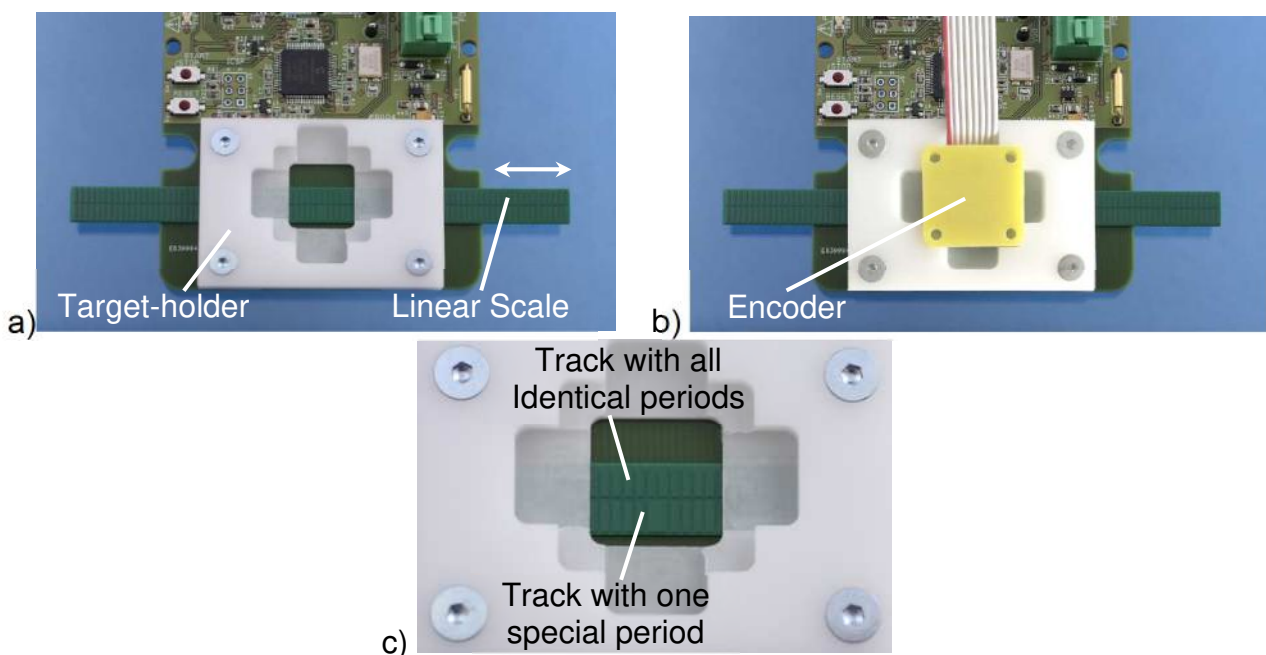 Target-holder
Linear Scale
a)
Encoder
b)
Track with all
Identical periods
Track with one
special period
c)